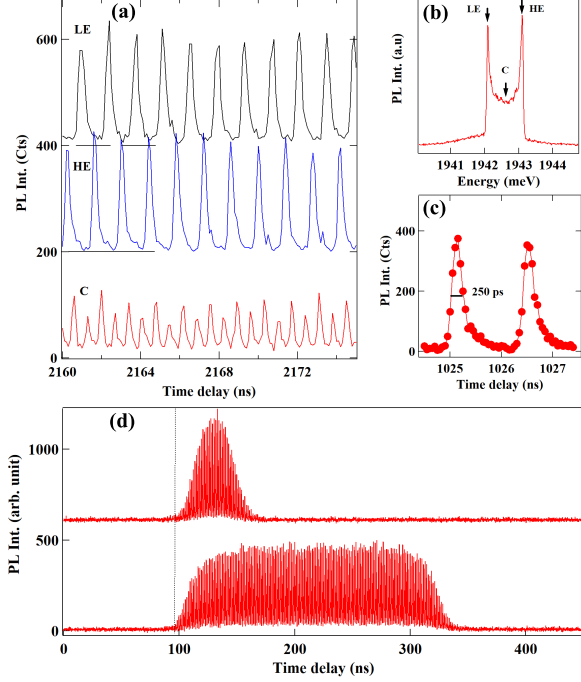 (a)
LE
HE
C
600
400
200
0
PL Int. (Cts)
2160
2164
2168
2172
Time delay (ns)
(b)
LE
HE
C
PL Int. (a.u)
1941
1942
1943
1944
Energy (meV)
(c)
400
200
0
250 ps
PL Int. (Cts)
1025
1026
1027
Time delay (ns)
(d)
1000
500
0
PL Int. (arb. unit)
0
100
200
300
400
Time delay (ns)